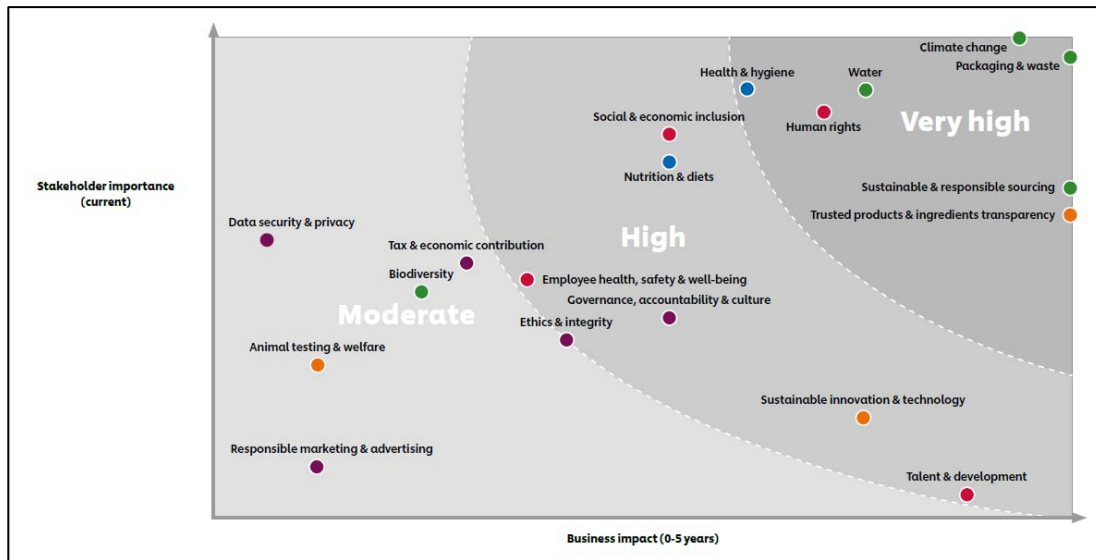 Climate change
Packaging & waste
Health & hygiene
Water
Very high
Social & economic inclusion
Human rights
Nutrition & diets
Stakeholder importance
(current)
Sustainable & responsible sourcing
Trusted products & ingredients transparency
Data security & privacy
High
Tax & economic contribution
Biodiversity
Employee health, safety & well-being
Governance, accountability & culture
Moderate
Ethics & integrity
Animal testing & welfare
Sustainable innovation & technology
Responsible marketing & advertising
Talent & development
Business impact (0-5 years)